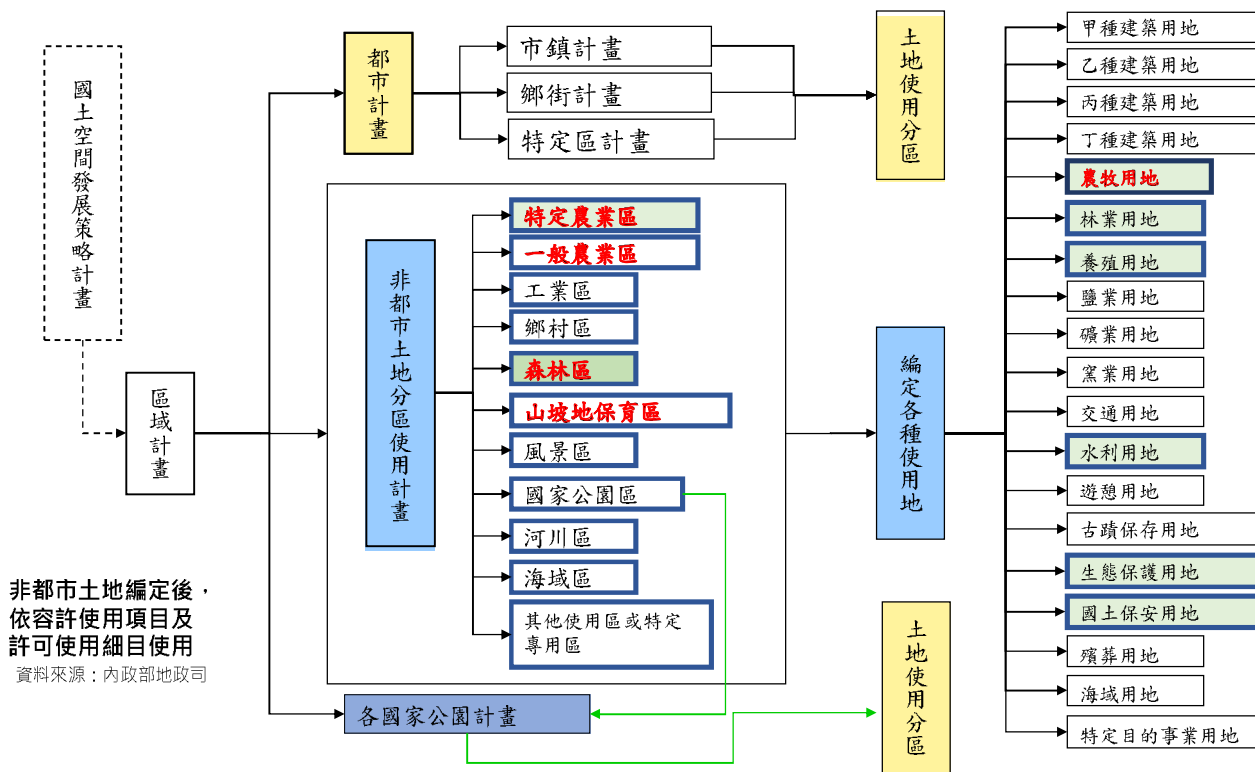 國土空間發展策略計畫
區域計畫
都市計畫
市鎮計畫
鄉街計畫
特定區計畫
土地使用分區
非都市土地分區使用計畫
特定農業區
一般農業區
工業區
鄉村區
森林區
山坡地保育區
風景區
國家公園區
河川區
海域區
其他使用區或特定
專用區
編定各種使用地
甲種建築用地
乙種建築用地
丙種建築用地
丁種建築用地
農牧用地
林業用地
養殖用地
鹽業用地
礦業用地
窯業用地
交通用地
水利用地
遊憩用地
古蹟保存用地
生態保護用地
國土保安用地
殯葬用地
海域用地
特定目的事業用地
各國家公園計畫
土地使用分區
非都市土地編定後，
依容許使用項目及
許可使用細目使用
資料來源：內政部地政司